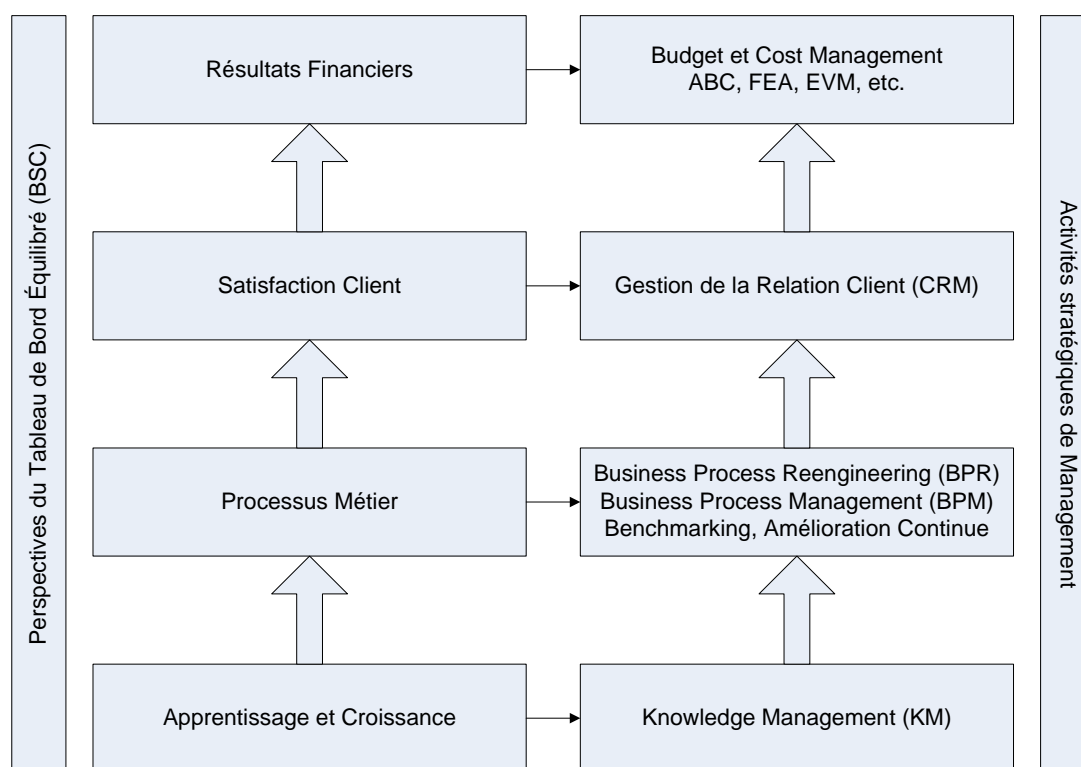 Perspectives du Tableau de Bord Équilibré (BSC)
Résultats Financiers
Budget et Cost Management
ABC, FEA, EVM, etc.
Satisfaction Client
Gestion de la Relation Client (CRM)
Processus Métier
Business Process Reengineering (BPR)
Business Process Management (BPM)
Benchmarking, Amélioration Continue
Apprentissage et Croissance
Knowledge Management (KM)
Activités stratégiques de Management